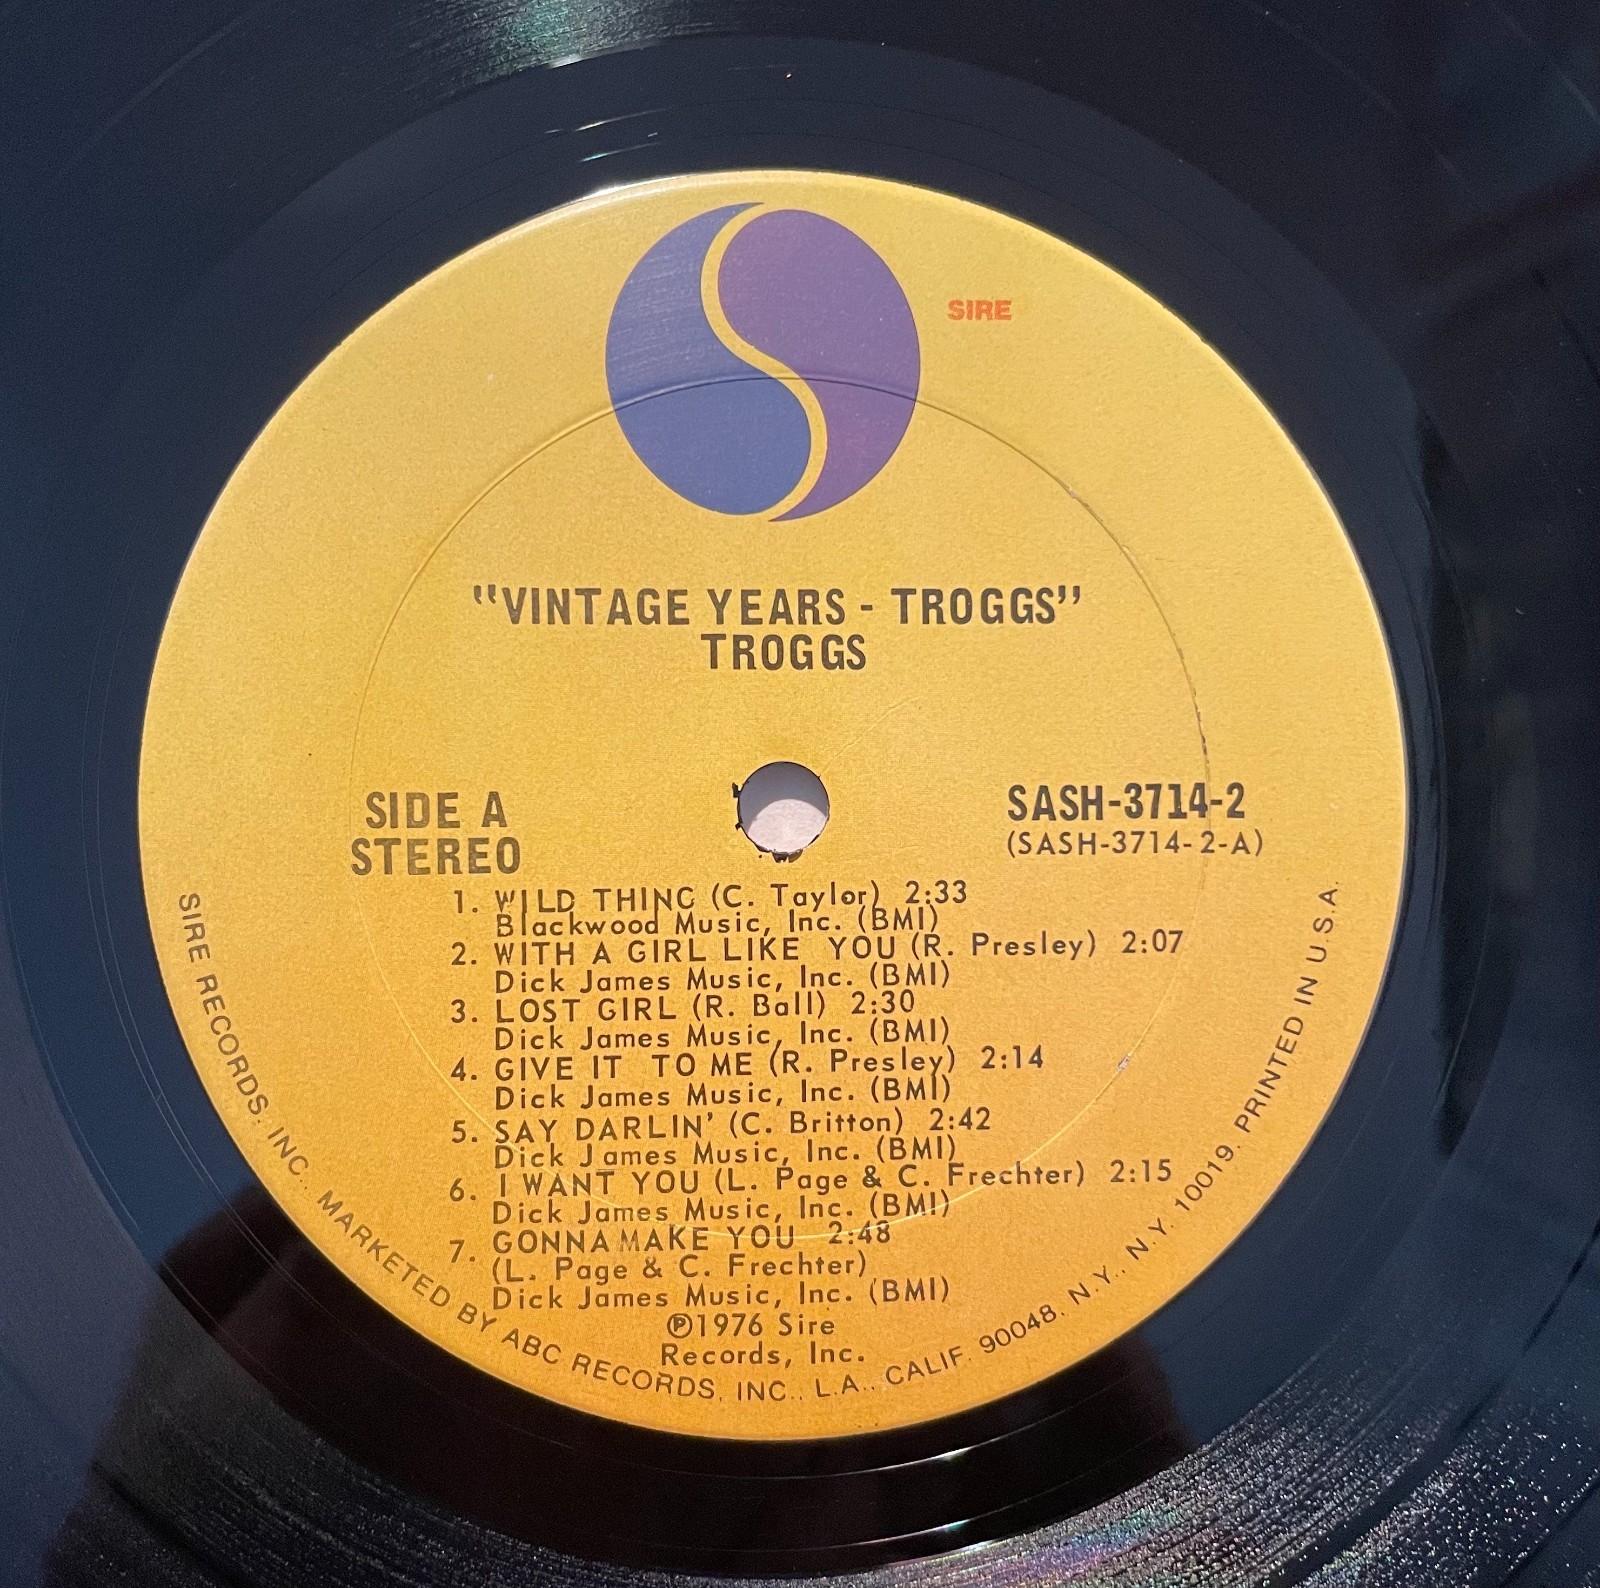 SIRE
"VINTAGE YEARS - TROGGS"
TROGGS
SIDE A
STEREO
SASH-3714-2
(SASH-3714-2-A)
1. WILD THING (C. Taylor) 2:33
Blackwood Music, Inc. (BMI)
2. WITH A GIRL LIKE YOU (R. Presley) 2:07
Dick James Music, Inc. (BMI)
3. LOST GIRL (R. Ball) 2:30
Dick James Music, Inc. (BMI)
4. GIVE IT TO ME (R. Presley) 2:14
Dick James Music, Inc. (BMI)
5. SAY DARLIN' (C. Britton) 2:42
Dick James Music, Inc. (BMI)
6. I WANT YOU (L. Page & C. Frechter) 2:15
Dick James Music, Inc. (BMI)
7. GONNA MAKE YOU 2:48
(L. Page & C. Frechter)
Dick James Music, Inc. (BMI)
℗1976 Sire
Records, Inc.
SIRE RECORDS, INC., MARKETED BY ABC RECORDS, INC., L.A., CALIF. 90048. N.Y., N.Y. 10019. PRINTED IN U.S.A.